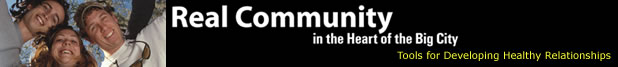 Real Community
in the Heart of the Big City
Tools for Developing Healthy Relationships